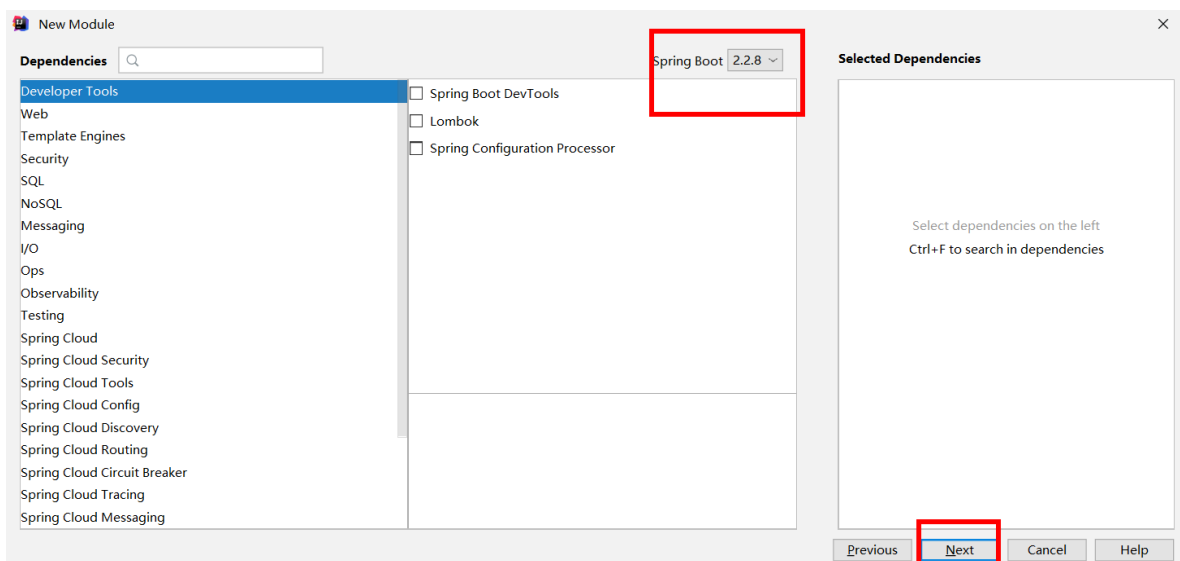 New Module
Dependencies
Spring Boot 2.2.8
Selected Dependencies
Developer Tools
Web
Template Engines
Security
SQL
NoSQL
Messaging
I/O
Ops
Observability
Testing
Spring Cloud
Spring Cloud Security
Spring Cloud Tools
Spring Cloud Config
Spring Cloud Discovery
Spring Cloud Routing
Spring Cloud Circuit Breaker
Spring Cloud Tracing
Spring Cloud Messaging
Spring Boot DevTools
Lombok
Spring Configuration Processor
Select dependencies on the left
Ctrl+F to search in dependencies
Previous
Next
Cancel
Help